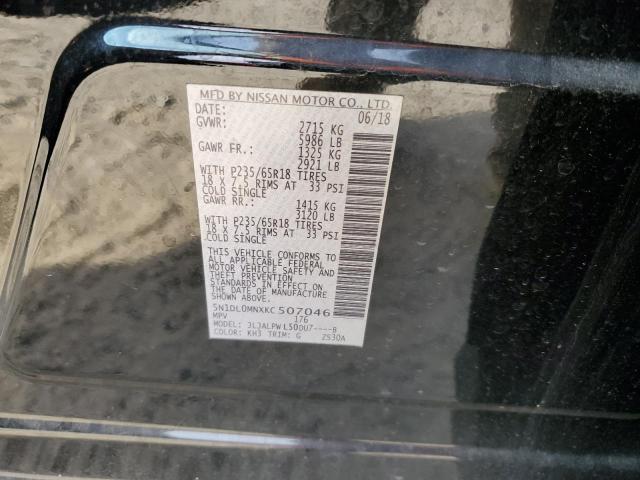 MFD BY NISSAN MOTOR CO., LTD.
DATE: 06/18
GVWR: 2715 KG
5986 LB
GAWR FR.: 1325 KG
2921 LB
WITH P235/65R18 TIRES
18 X 7.5 RIMS AT 33 PSI
COLD SINGLE
GAWR RR.: 1415 KG
3120 LB
WITH P235/65R18 TIRES
18 X 7.5 RIMS AT 33 PSI
COLD SINGLE
THIS VEHICLE CONFORMS TO
ALL APPLICABLE FEDERAL
MOTOR VEHICLE SAFETY AND
THEFT PREVENTION
STANDARDS IN EFFECT ON
THE DATE OF MANUFACTURE
SHOWN ABOVE.
5N1DL0MNXKC507046
MPV 176
MODEL: JLJALPWL50DU7----B
COLOR: KH3 TRIM: G ZS30A